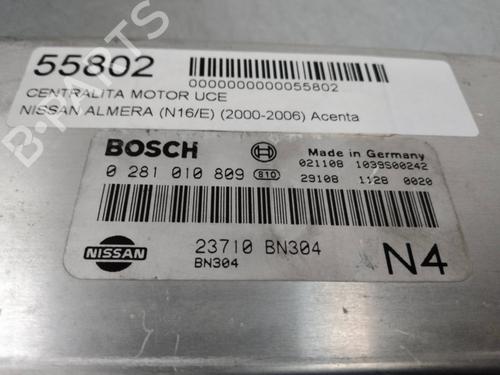 55802
0000000000055802
CENTRALITA MOTOR UCE
NISSAN ALMERA (N16/E) (2000-2006) Acenta
BOSCH
Made in Germany
021108 1039S00242
0 281 010 809 810
29108 1128 0020
NISSAN
23710 BN304
BN304
N4
B-PARTS